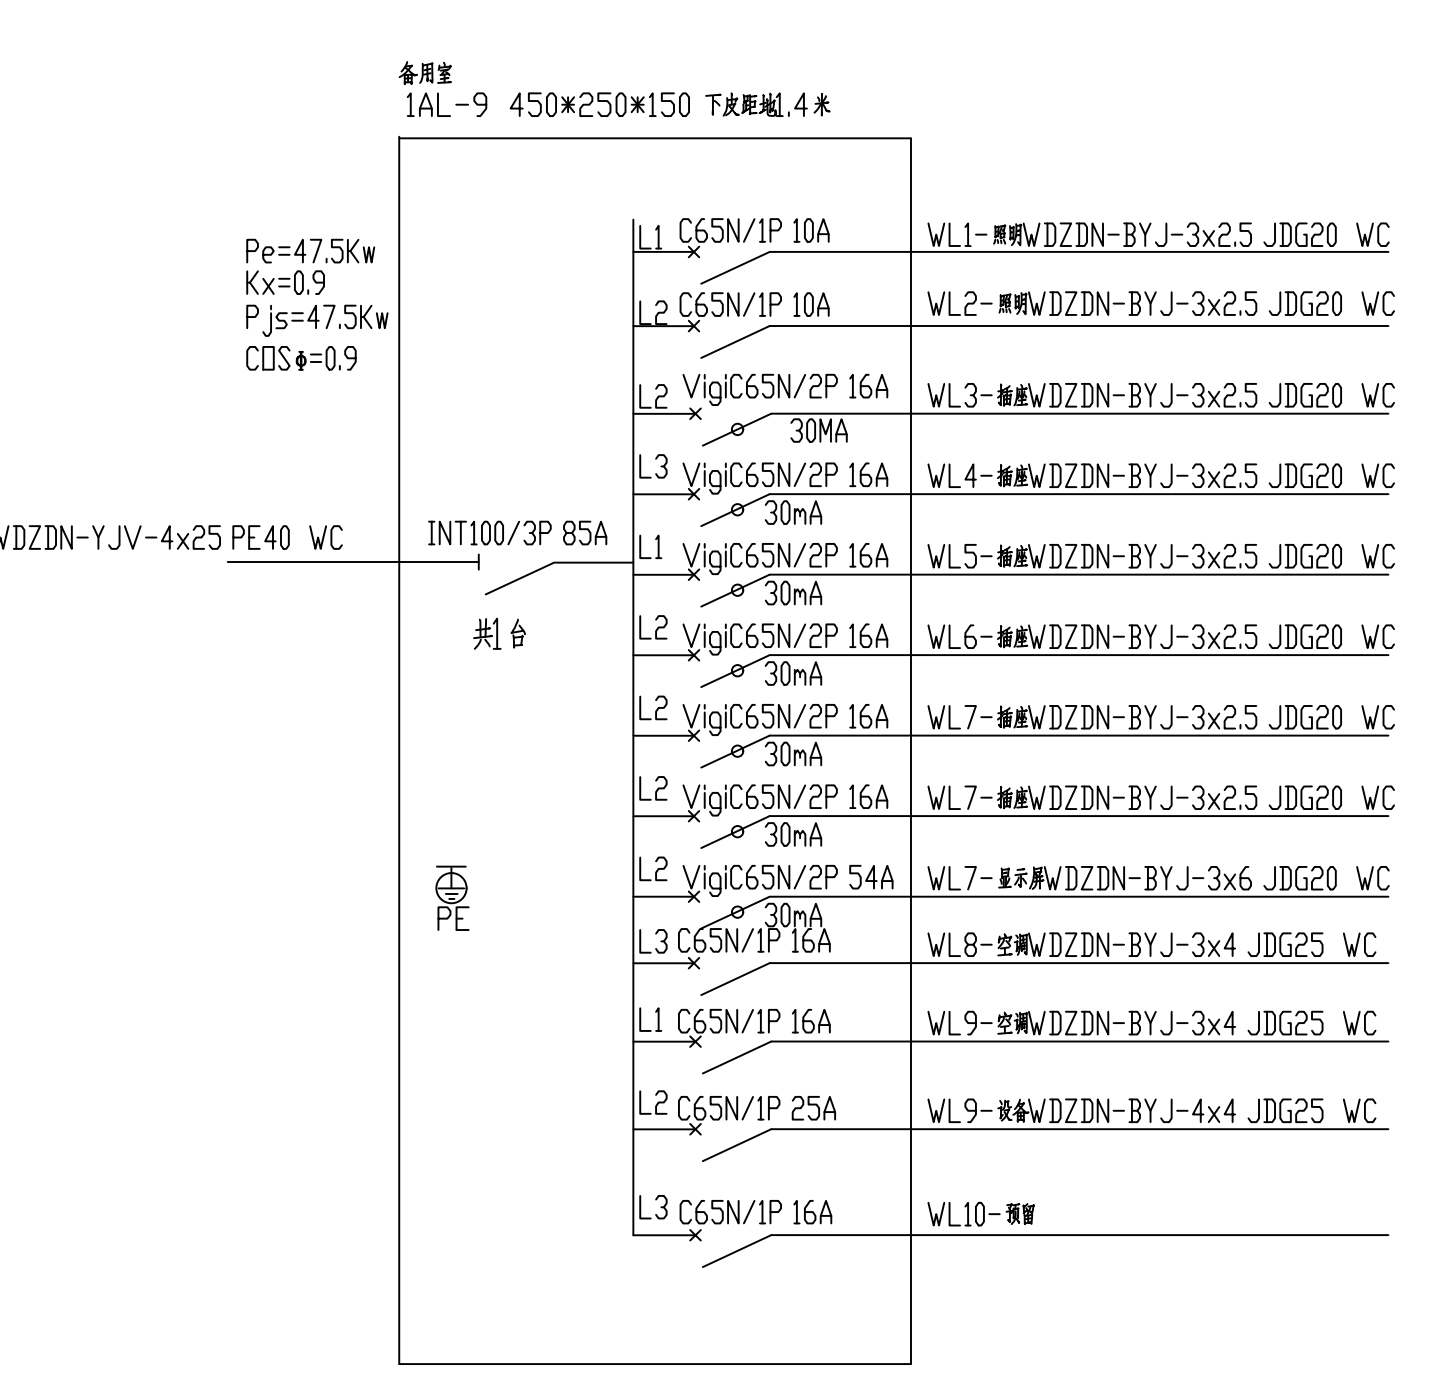 备用室
1AL-9 450*250*150 下皮距地1.4米
Pe=47.5Kw
Kx=0.9
Pjs=47.5Kw
COSΦ=0.9
WDZDN-YJV-4x25 PE40 WC
INT100/3P 85A
共1台
PE
L1 C65N/1P 10A WL1-照明WDZDN-BYJ-3x2.5 JDG20 WC
L2 C65N/1P 10A WL2-照明WDZDN-BYJ-3x2.5 JDG20 WC
L2 VigiC65N/2P 16A WL3-插座WDZDN-BYJ-3x2.5 JDG20 WC
30MA
L3 VigiC65N/2P 16A WL4-插座WDZDN-BYJ-3x2.5 JDG20 WC
30mA
L1 VigiC65N/2P 16A WL5-插座WDZDN-BYJ-3x2.5 JDG20 WC
30mA
L2 VigiC65N/2P 16A WL6-插座WDZDN-BYJ-3x2.5 JDG20 WC
30mA
L2 VigiC65N/2P 16A WL7-插座WDZDN-BYJ-3x2.5 JDG20 WC
30mA
L2 VigiC65N/2P 16A WL7-插座WDZDN-BYJ-3x2.5 JDG20 WC
30mA
L2 VigiC65N/2P 54A WL7-显示屏WDZDN-BYJ-3x6 JDG20 WC
30mA
L3 C65N/1P 16A WL8-空调WDZDN-BYJ-3x4 JDG25 WC
L1 C65N/1P 16A WL9-空调WDZDN-BYJ-3x4 JDG25 WC
L2 C65N/1P 25A WL9-设备WDZDN-BYJ-4x4 JDG25 WC
L3 C65N/1P 16A WL10-预留